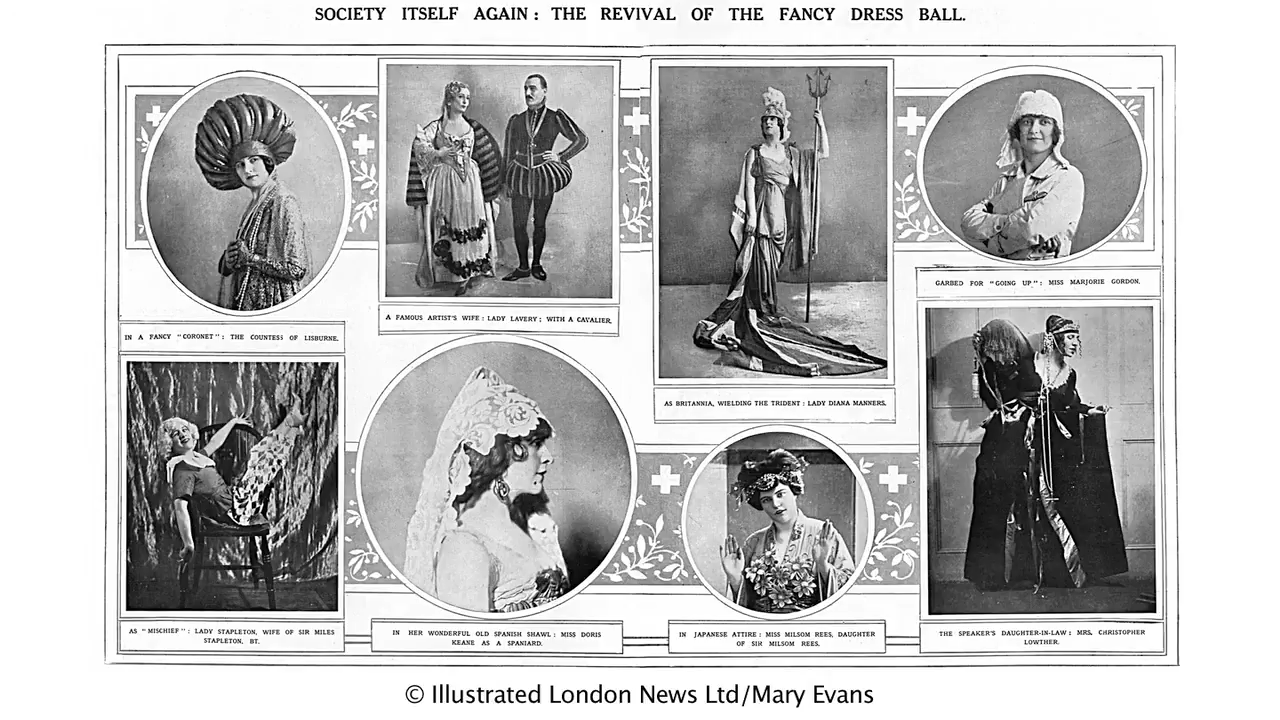 SOCIETY ITSELF AGAIN: THE REVIVAL OF THE FANCY DRESS BALL.
IN A FANCY "CORONET": THE COUNTESS OF LISBURNE.
A FAMOUS ARTIST'S WIFE: LADY LAVERY; WITH A CAVALIER.
AS BRITANNIA, WIELDING THE TRIDENT: LADY DIANA MANNERS.
GARBED FOR "GOING UP": MISS MARJORIE GORDON.
AS "MISCHIEF": LADY STAPLETON, WIFE OF SIR MILES
STAPLETON, BT.
IN HER WONDERFUL OLD SPANISH SHAWL: MISS DORIS
KEANE AS A SPANIARD.
IN JAPANESE ATTIRE: MISS MILSOM REES, DAUGHTER
OF SIR MILSOM REES.
THE SPEAKER'S DAUGHTER-IN-LAW: MRS. CHRISTOPHER
LOWTHER.
© Illustrated London News Ltd/Mary Evans